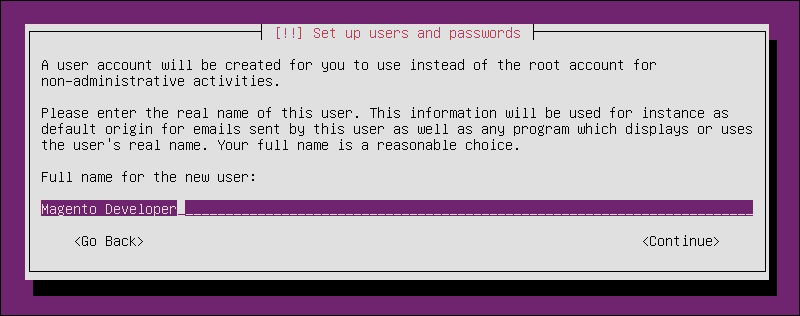 [!!] Set up users and passwords
A user account will be created for you to use instead of the root account for
non-administrative activities.
Please enter the real name of this user. This information will be used for instance as
default origin for emails sent by this user as well as any program which displays or uses
the user's real name. Your full name is a reasonable choice.
Full name for the new user:
Magento Developer
<Go Back> <Continue>